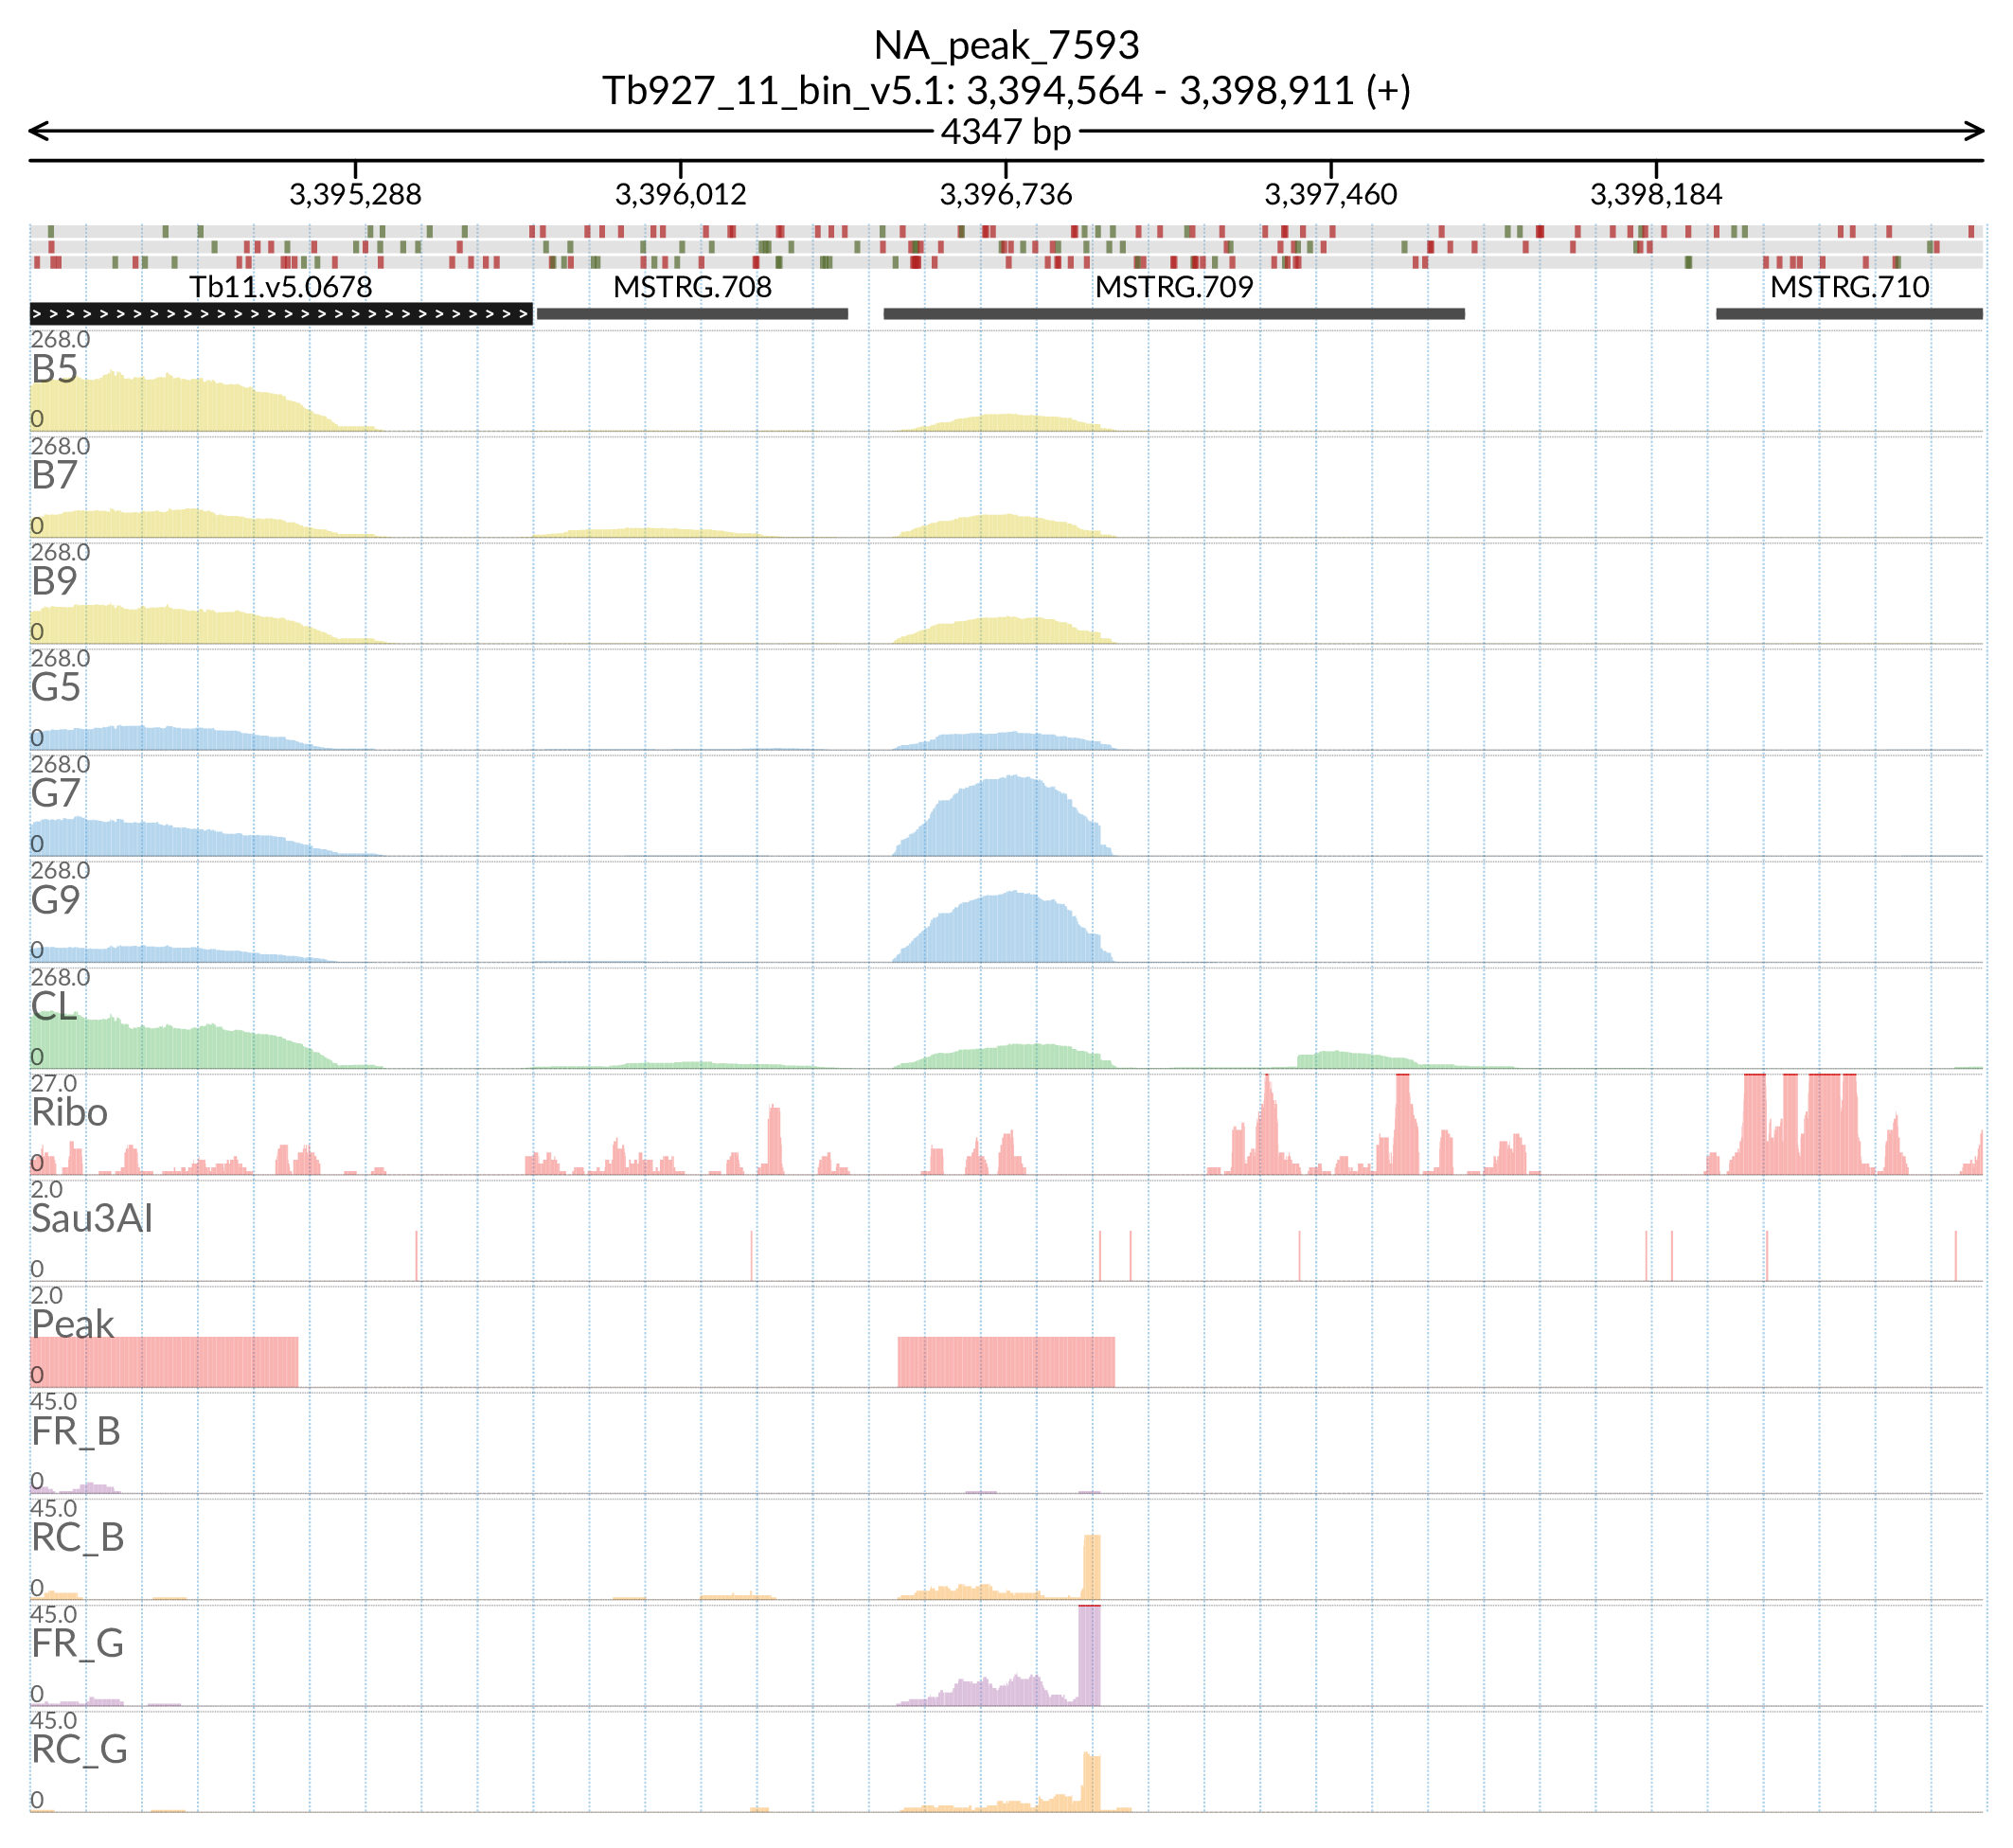 NA_peak_7593
Tb927_11_bin_v5.1: 3,394,564 - 3,398,911 (+)
4347 bp
3,395,288 3,396,012 3,396,736 3,397,460 3,398,184
Tb11.v5.0678 MSTRG.708 MSTRG.709 MSTRG.710
268.0
B5
0
268.0
B7
0
268.0
B9
0
268.0
G5
0
268.0
G7
0
268.0
G9
0
268.0
CL
0
27.0
Ribo
0
2.0
Sau3AI
0
2.0
Peak
0
45.0
FR_B
0
45.0
RC_B
0
45.0
FR_G
0
45.0
RC_G
0